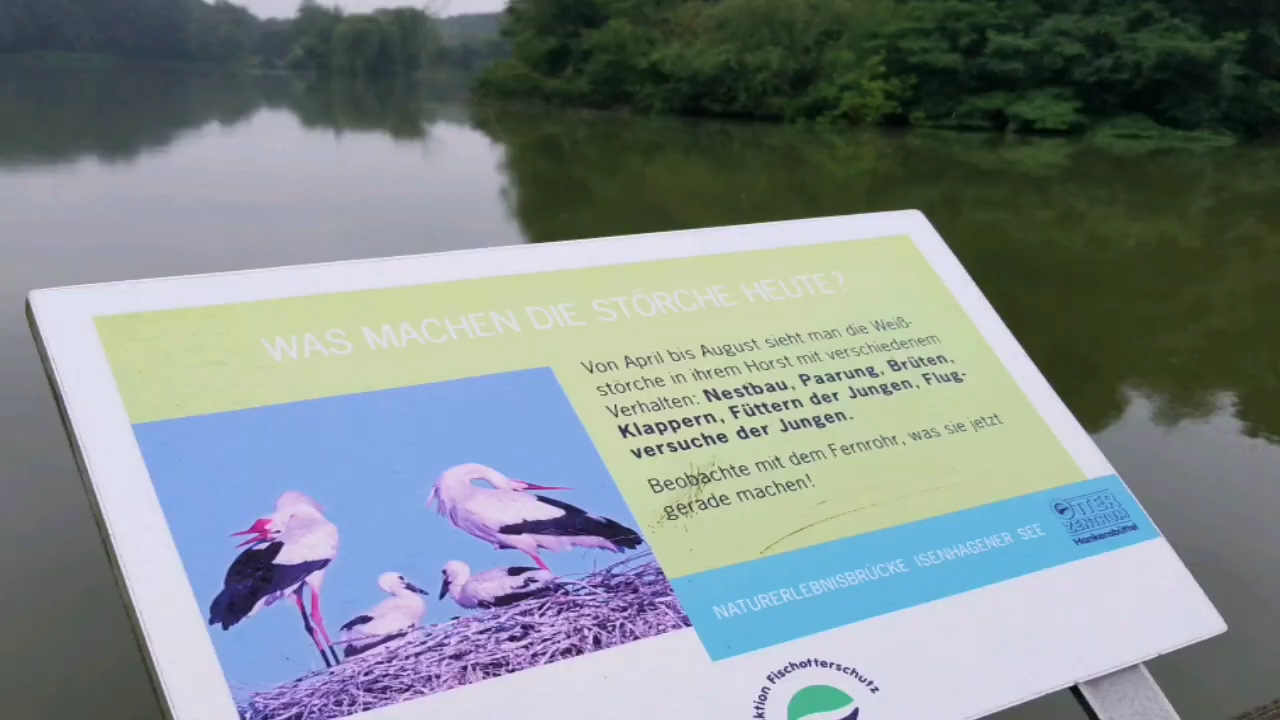 WAS MACHEN DIE STÖRCHE HEUTE?
Von April bis August sieht man die Weiß-
störche in ihrem Horst mit verschiedenem
Verhalten: Nestbau, Paarung, Brüten,
Klappern, Füttern der Jungen, Flug-
versuche der Jungen.
Beobachte mit dem Fernrohr, was sie jetzt
gerade machen!
NATURERLEBNISBRÜCKE ISENHAGENER SEE
OTTER
ZENTRUM
Hankensbüttel
ktion Fischotterschutz